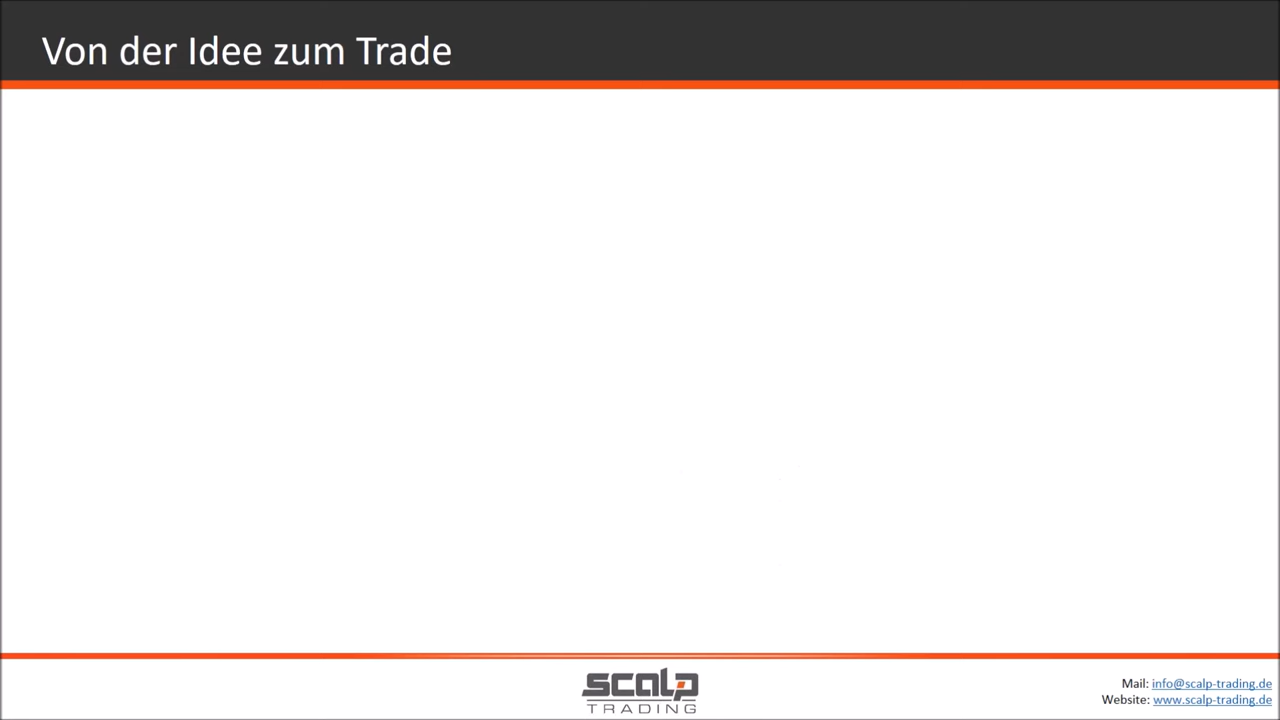 Von der Idee zum Trade
scalp
TRADING
Mail: info@scalp-trading.de
Website: www.scalp-trading.de